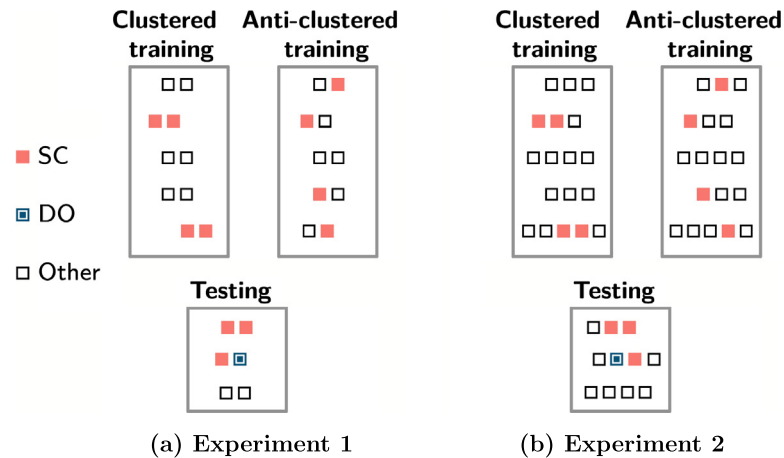 Clustered training
Anti-clustered training
SC
DO
Other
Testing
(a) Experiment 1
Clustered training
Anti-clustered training
Testing
(b) Experiment 2